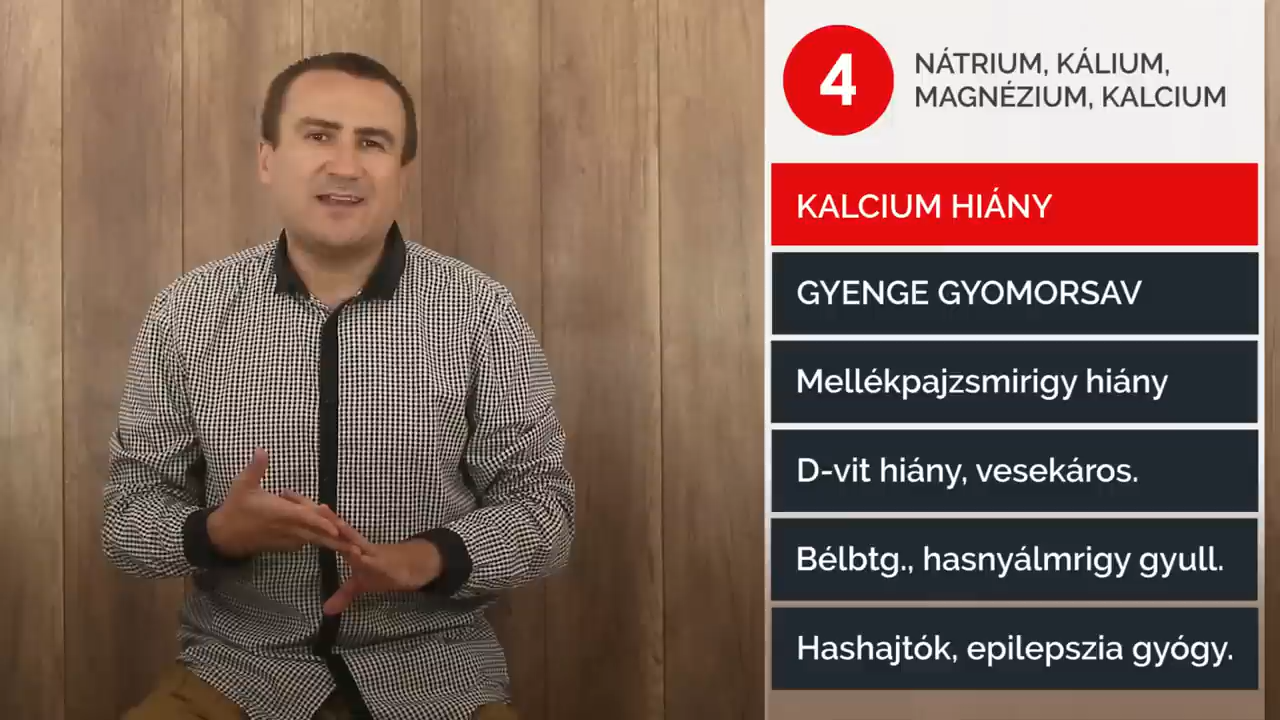 4
NÁTRIUM, KÁLIUM,
MAGNÉZIUM, KALCIUM
KALCIUM HIÁNY
GYENGE GYOMORSAV
Mellékpajzsmirigy hiány
D-vit hiány, vesekáros.
Bélbtg., hasnyálmrigy gyull.
Hashajtók, epilepszia gyógy.